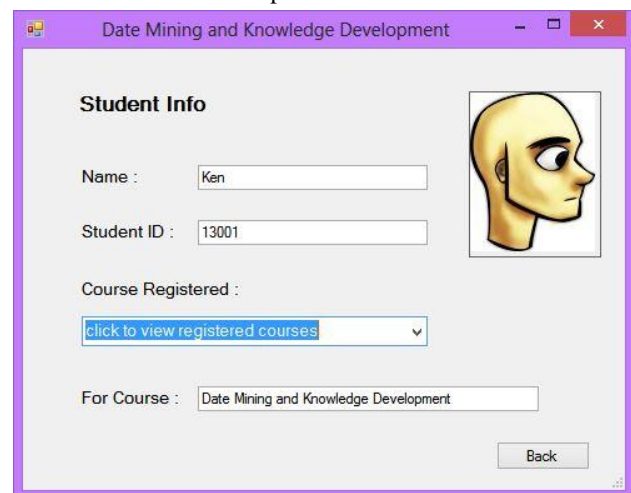 Date Mining and Knowledge Development
Student Info
Name : Ken
Student ID : 13001
Course Registered :
click to view registered courses
For Course : Date Mining and Knowledge Development
Back